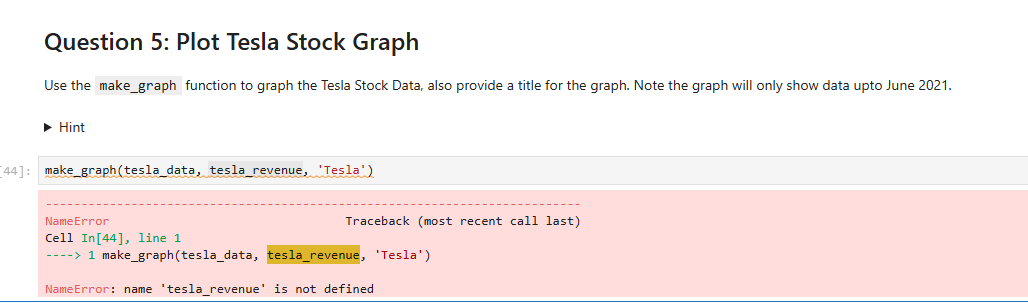 Question 5: Plot Tesla Stock Graph
Use the make_graph function to graph the Tesla Stock Data, also provide a title for the graph. Note the graph will only show data upto June 2021.
▶ Hint
[44]: make_graph(tesla_data, tesla_revenue, 'Tesla')
---------------------------------------------------------------------------
NameError                                 Traceback (most recent call last)
Cell In[44], line 1
----> 1 make_graph(tesla_data, tesla_revenue, 'Tesla')
NameError: name 'tesla_revenue' is not defined